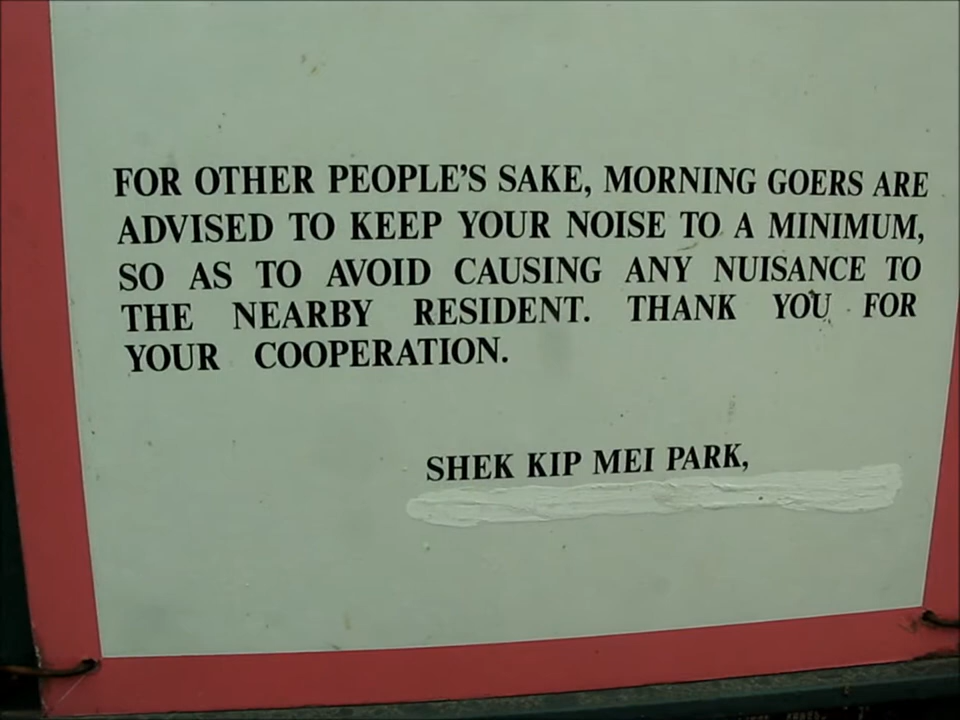 FOR OTHER PEOPLE'S SAKE, MORNING GOERS ARE
ADVISED TO KEEP YOUR NOISE TO A MINIMUM,
SO AS TO AVOID CAUSING ANY NUISANCE TO
THE NEARBY RESIDENT. THANK YOU FOR
YOUR COOPERATION.
SHEK KIP MEI PARK,